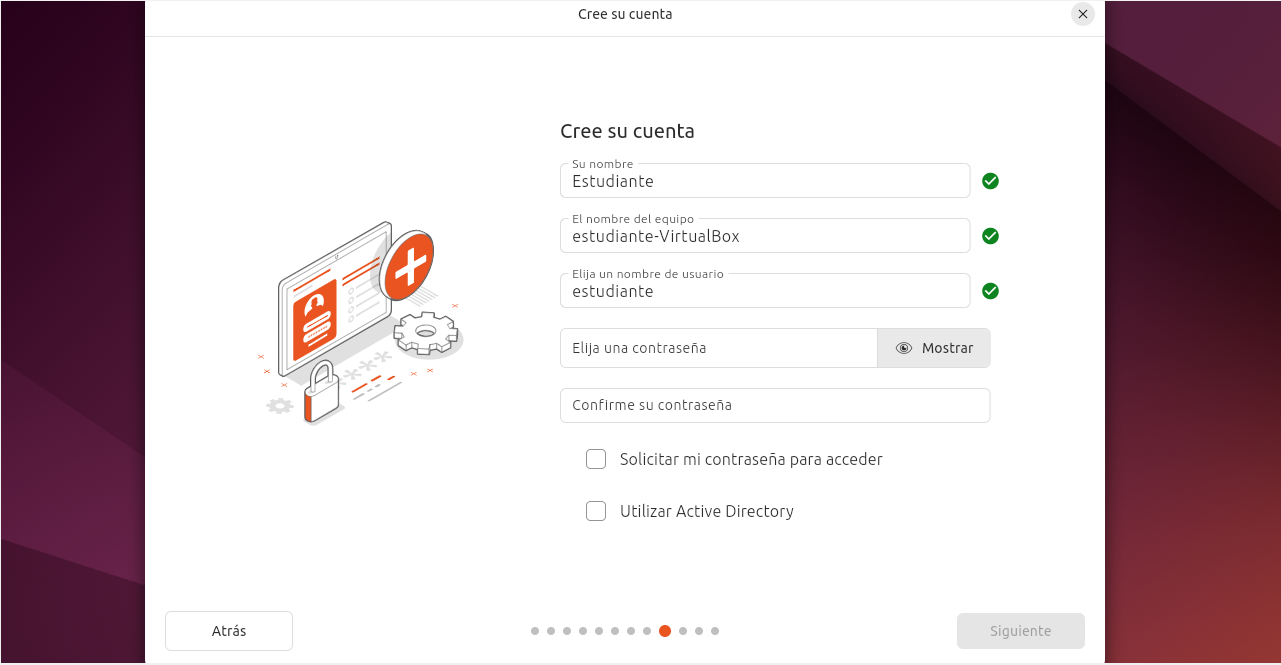 Cree su cuenta
Cree su cuenta
Su nombre
Estudiante
El nombre del equipo
estudiante-VirtualBox
Elija un nombre de usuario
estudiante
Elija una contraseña
Mostrar
Confirme su contraseña
Solicitar mi contraseña para acceder
Utilizar Active Directory
Atrás
Siguiente